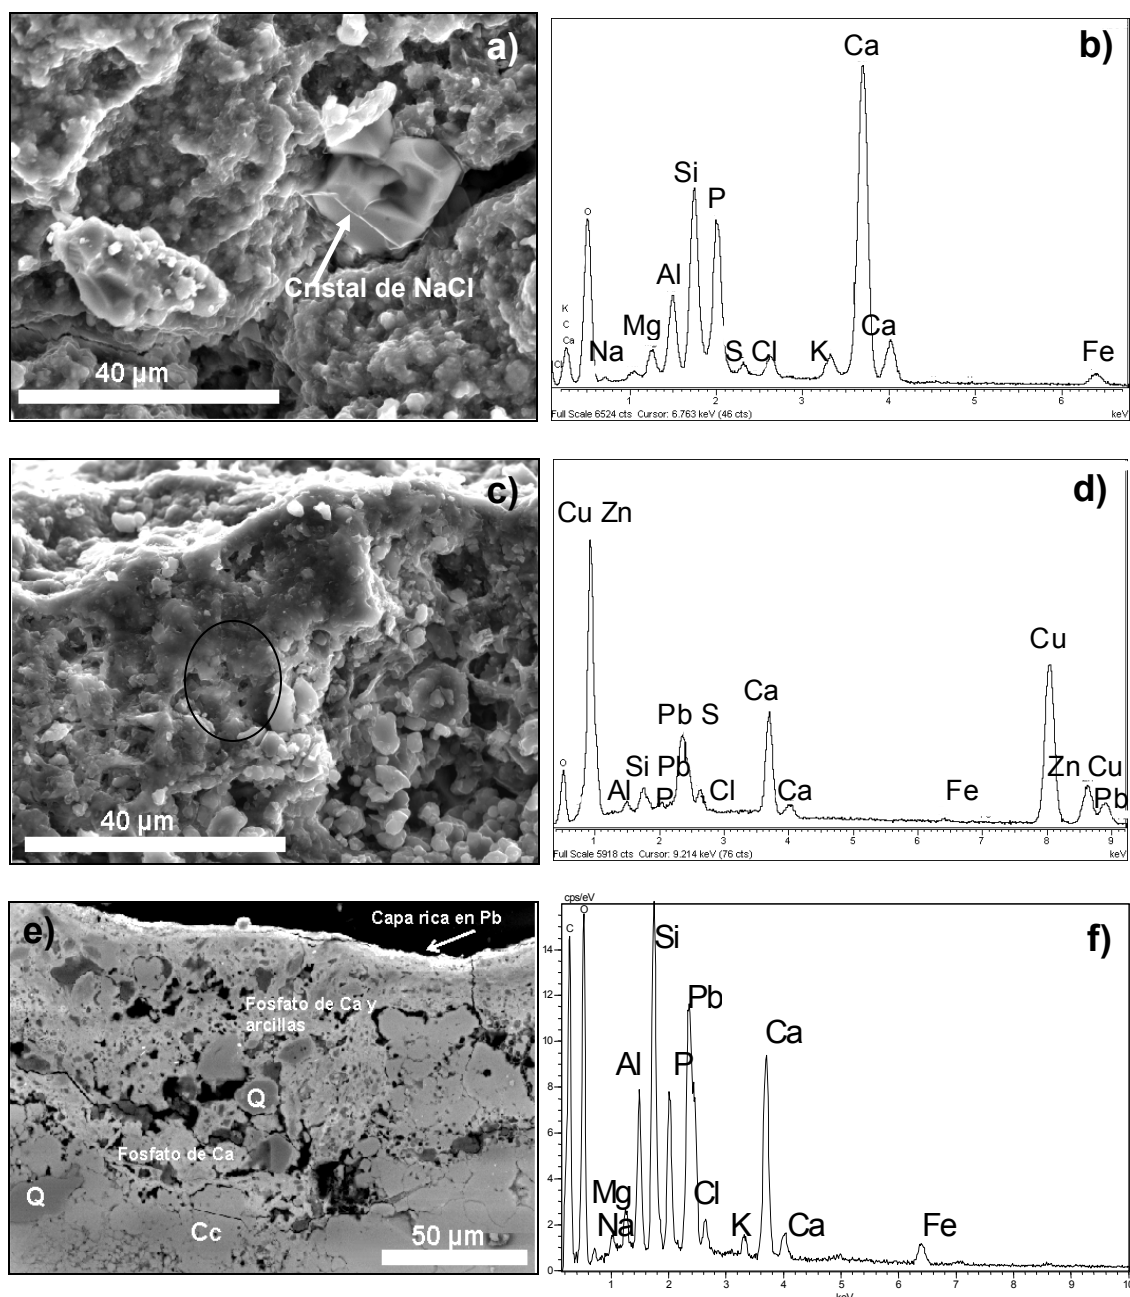 a)
Cristal de NaCl
40 µm
b)
Ca
Si
P
O
Al
K
C
Ca
Cl
Na
Mg
S
Cl
K
Ca
Fe
1 2 3 4 5 6
Full Scale 6524 cts Cursor: 6.763 keV (46 cts)
keV
c)
40 µm
d)
Cu Zn
Cu
Ca
Pb S
O
Al
Si
P
Pb
Cl
Ca
Fe
Zn Cu
Pb
1 2 3 4 5 6 7 8 9
Full Scale 5918 cts Cursor: 9.214 keV (76 cts)
keV
e)
Capa rica en Pb
Fosfato de Ca y
arcillas
Q
Fosfato de Ca
Q
Cc
50 µm
f)
cps/eV
C
O
Si
Pb
Ca
Al
P
Mg
Na
Cl
K
Ca
Fe
14
12
10
8
6
4
2
0
1 2 3 4 5 6 7 8 9 10
keV